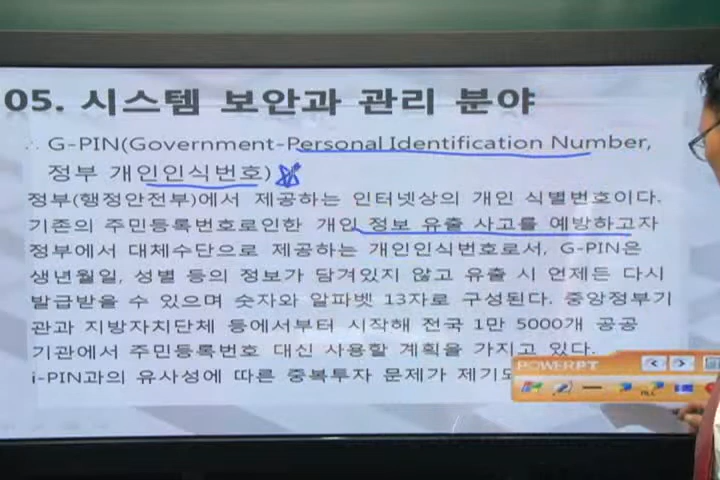 05. 시스템 보안과 관리 분야
∴ G-PIN(Government-Personal Identification Number,
정부 개인인식번호)
정부(행정안전부)에서 제공하는 인터넷상의 개인 식별번호이다.
기존의 주민등록번호로인한 개인 정보 유출 사고를 예방하고자
정부에서 대체수단으로 제공하는 개인인식번호로서, G-PIN은
생년월일, 성별 등의 정보가 담겨있지 않고 유출 시 언제든 다시
발급받을 수 있으며 숫자와 알파벳 13자로 구성된다. 중앙정부기
관과 지방자치단체 등에서부터 시작해 전국 1만 5000개 공공
기관에서 주민등록번호 대신 사용할 계획을 가지고 있다.
i-PIN과의 유사성에 따른 중복투자 문제가
POWERPT